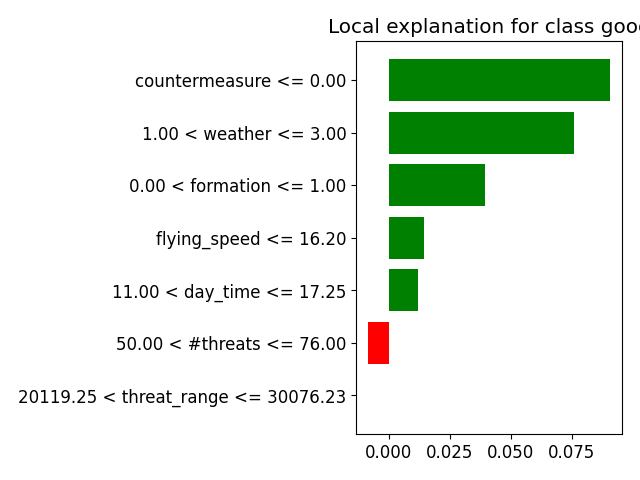 Local explanation for class good
countermeasure <= 0.00
1.00 < weather <= 3.00
0.00 < formation <= 1.00
flying_speed <= 16.20
11.00 < day_time <= 17.25
50.00 < #threats <= 76.00
20119.25 < threat_range <= 30076.23
0.000 0.025 0.050 0.075